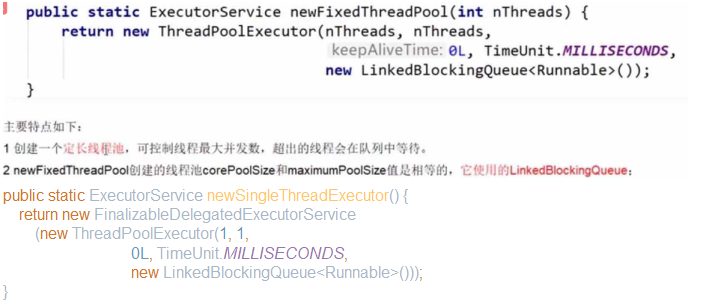 public static ExecutorService newFixedThreadPool(int nThreads) {
return new ThreadPoolExecutor(nThreads, nThreads,
keepAliveTime: 0L, TimeUnit.MILLISECONDS,
new LinkedBlockingQueue<Runnable>());
}
主要特点如下：
1 创建一个定长线程池，可控制线程最大并发数，超出的线程会在队列中等待。
2 newFixedThreadPool创建的线程池corePoolSize和maximumPoolSize值是相等的，它使用的LinkedBlockingQueue；
public static ExecutorService newSingleThreadExecutor() {
return new FinalizableDelegatedExecutorService
(new ThreadPoolExecutor(1, 1,
0L, TimeUnit.MILLISECONDS,
new LinkedBlockingQueue<Runnable>()));
}